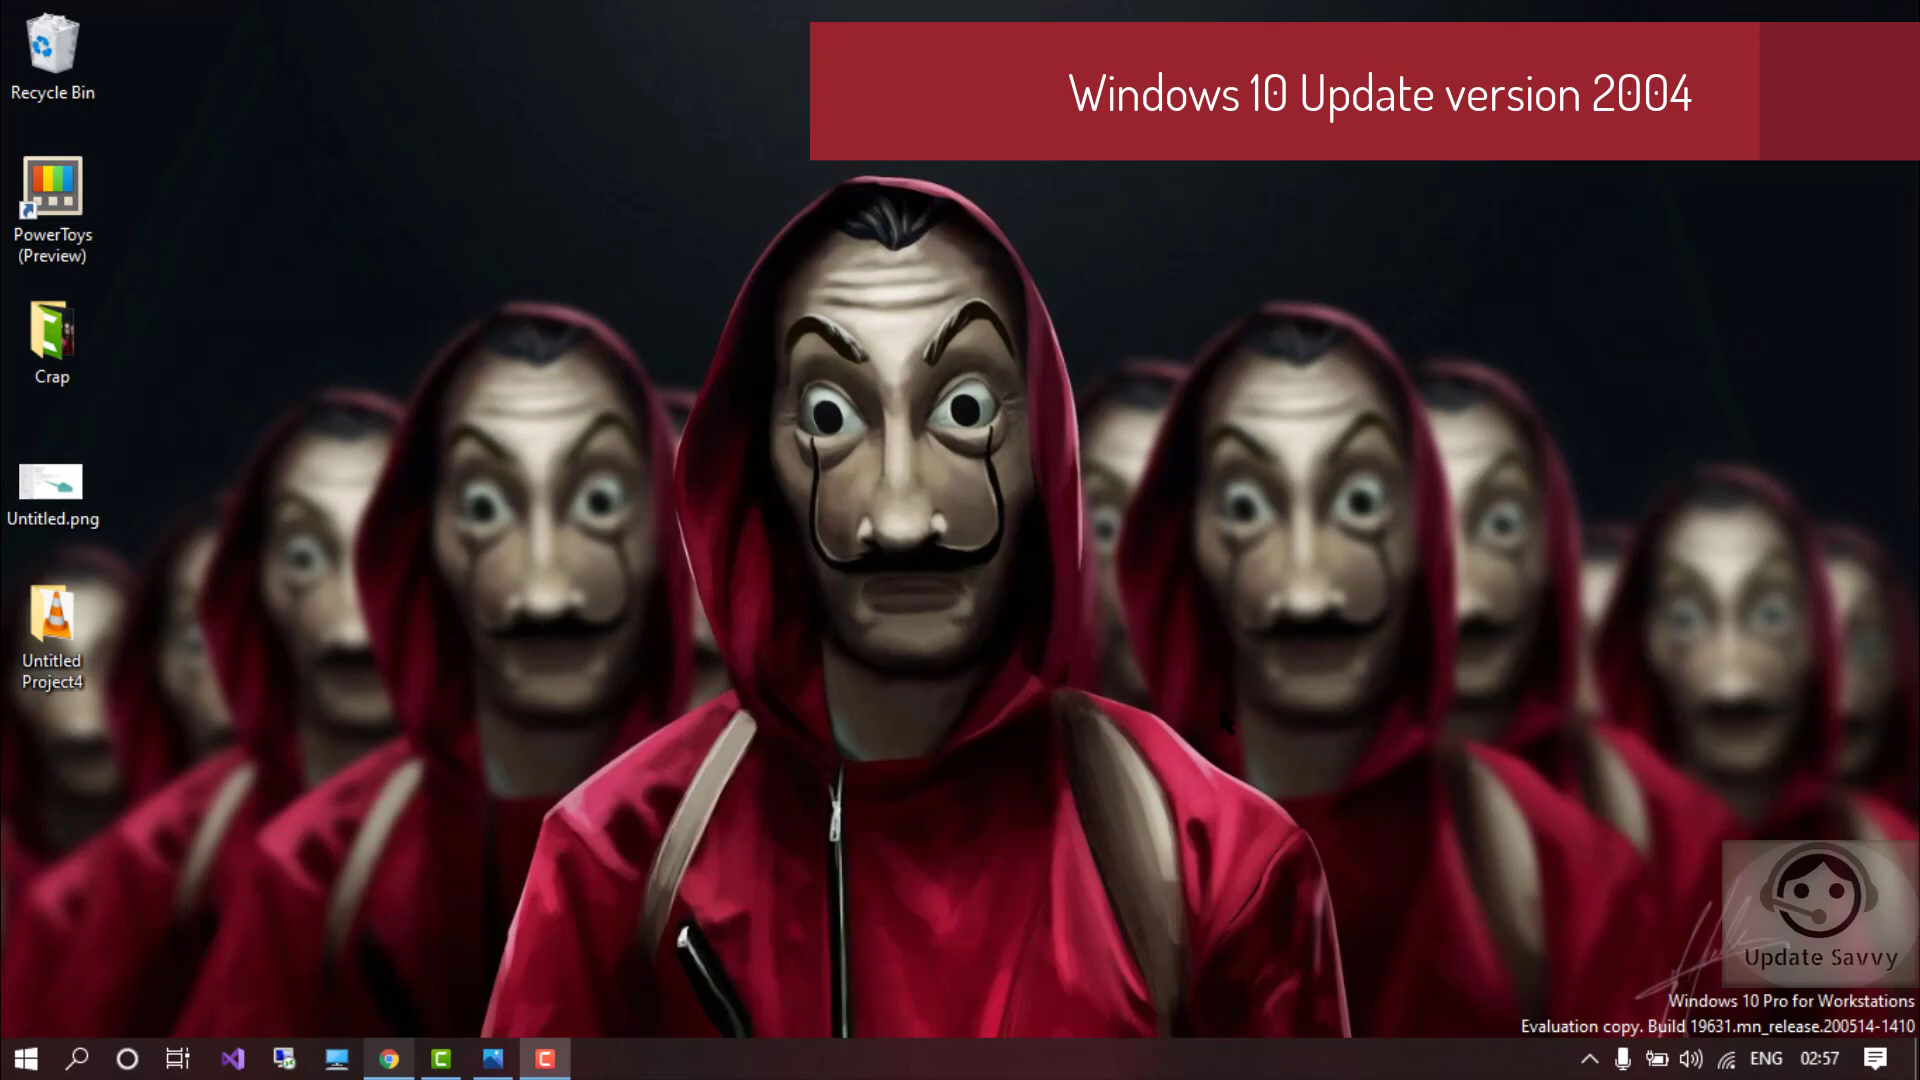 Windows 10 Update version 2004
Recycle Bin
PowerToys
(Preview)
Crap
Untitled.png
Untitled
Project4
Update Savvy
Windows 10 Pro for Workstations
Evaluation copy. Build 19631.mn_release.200514-1410
ENG
02:57